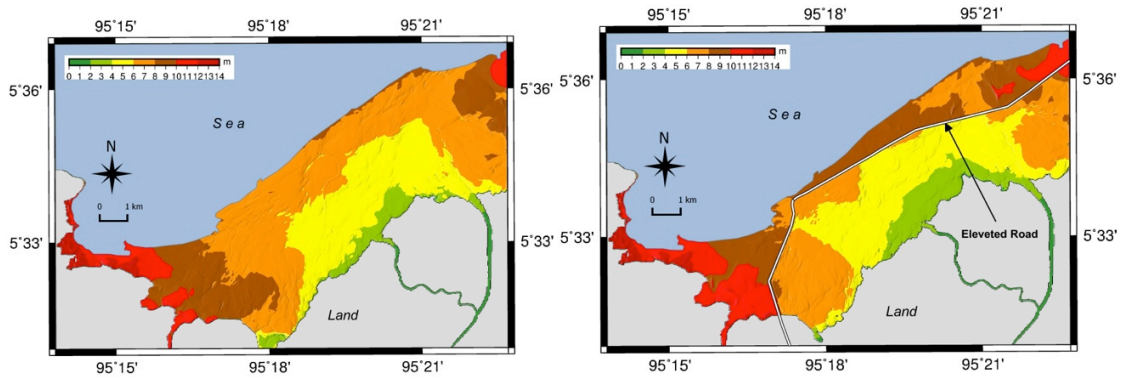 95˚15' 95˚18' 95˚21'
m
0 1 2 3 4 5 6 7 8 9 10 11 12 13 14
5˚36'
Sea
N
0 1 km
5˚33'
Land
95˚15' 95˚18' 95˚21'
95˚15' 95˚18' 95˚21'
m
0 1 2 3 4 5 6 7 8 9 10 11 12 13 14
5˚36' 5˚36'
Sea
N
0 1 km
5˚33' Eleveted Road 5˚33'
Land
95˚15' 95˚18' 95˚21'